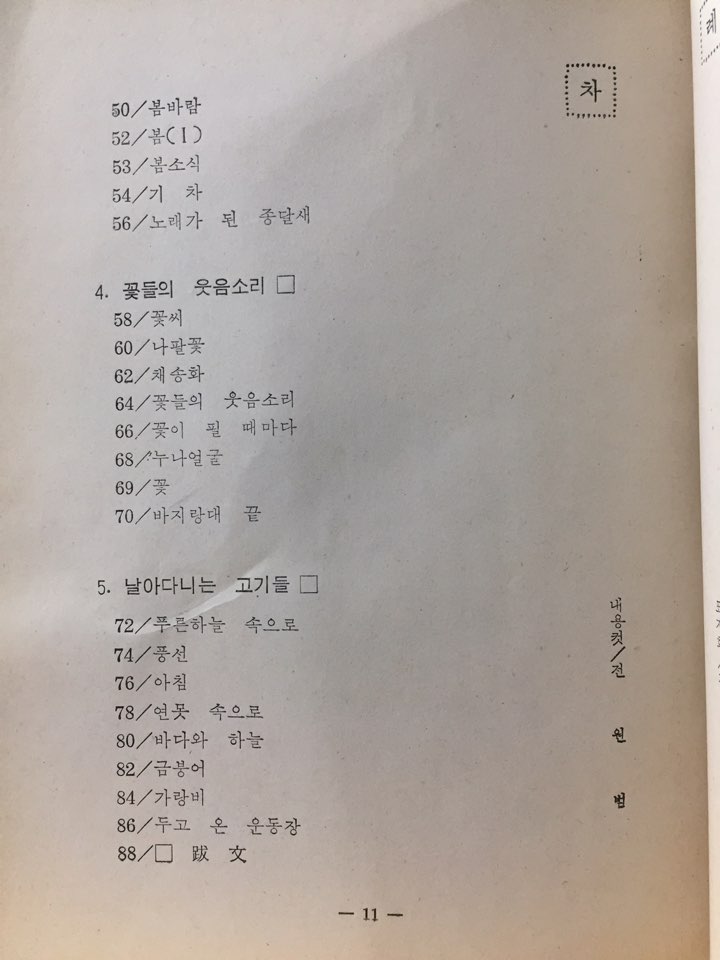 차
50/봄바람
52/봄(Ⅰ)
53/봄소식
54/기 차
56/노래가 된 종달새
4. 꽃들의 웃음소리 □
58/꽃씨
60/나팔꽃
62/채송화
64/꽃들의 웃음소리
66/꽃이 필 때마다
68/누나얼굴
69/꽃
70/바지랑대 끝
5. 날아다니는 고기들 □
72/푸른하늘 속으로
74/풍선
76/아침
78/연못 속으로
80/바다와 하늘
82/금붕어
84/가랑비
86/두고 온 운동장
88/□ 跋 文
내용컷/전 원 범
— 11 —
례